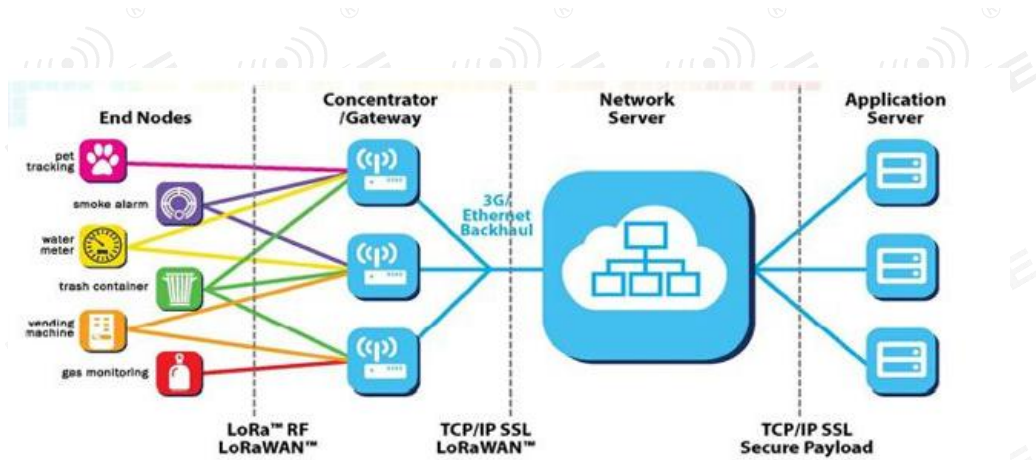 End Nodes
Concentrator
/Gateway
Network
Server
Application
Server
pet
tracking
smoke alarm
water
meter
trash container
vending
machine
gas monitoring
3G/
Ethernet
Backhaul
LoRa™ RF
LoRaWAN™
TCP/IP SSL
LoRaWAN™
TCP/IP SSL
Secure Payload